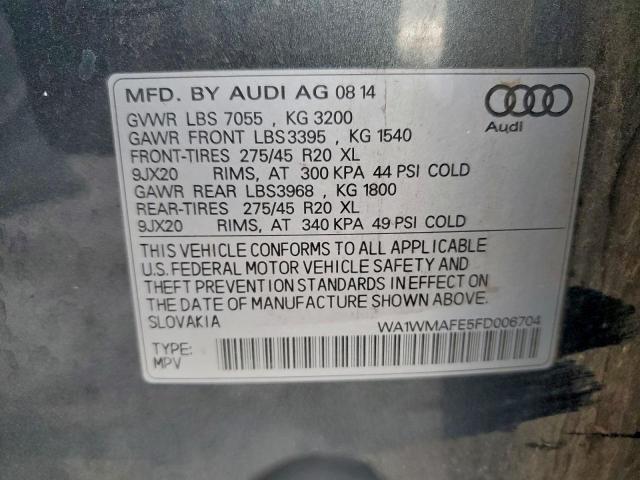 MFD. BY AUDI AG 08 14
Audi
GVWR LBS 7055 , KG 3200
GAWR FRONT LBS3395 , KG 1540
FRONT-TIRES 275/45 R20 XL
9JX20 RIMS, AT 300 KPA 44 PSI COLD
GAWR REAR LBS3968 , KG 1800
REAR-TIRES 275/45 R20 XL
9JX20 RIMS, AT 340 KPA 49 PSI COLD
THIS VEHICLE CONFORMS TO ALL APPLICABLE
U.S. FEDERAL MOTOR VEHICLE SAFETY AND
THEFT PREVENTION STANDARDS IN EFFECT ON
THE DATE OF MANUFACTURE SHOWN ABOVE.
SLOVAKIA
WA1WMAFE5FD006704
TYPE:
MPV